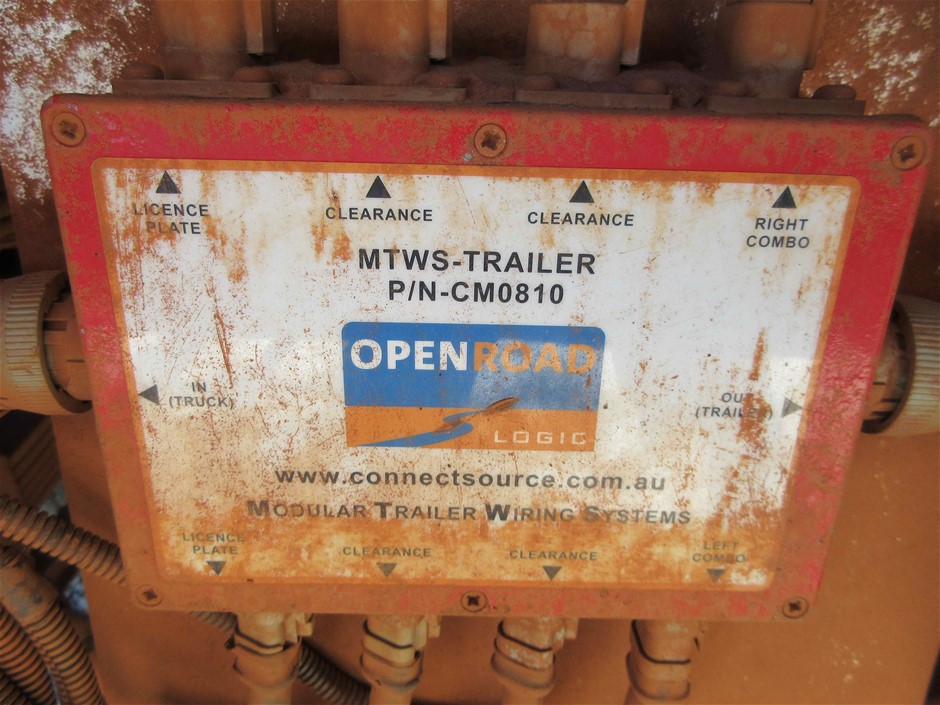 LICENCE
PLATE
CLEARANCE
CLEARANCE
RIGHT
COMBO
MTWS-TRAILER
P/N-CM0810
OPENROAD
LOGIC
IN
(TRUCK)
OUT
(TRAILER)
www.connectsource.com.au
MODULAR TRAILER WIRING SYSTEMS
LICENCE
PLATE
CLEARANCE
CLEARANCE
LEFT
COMBO